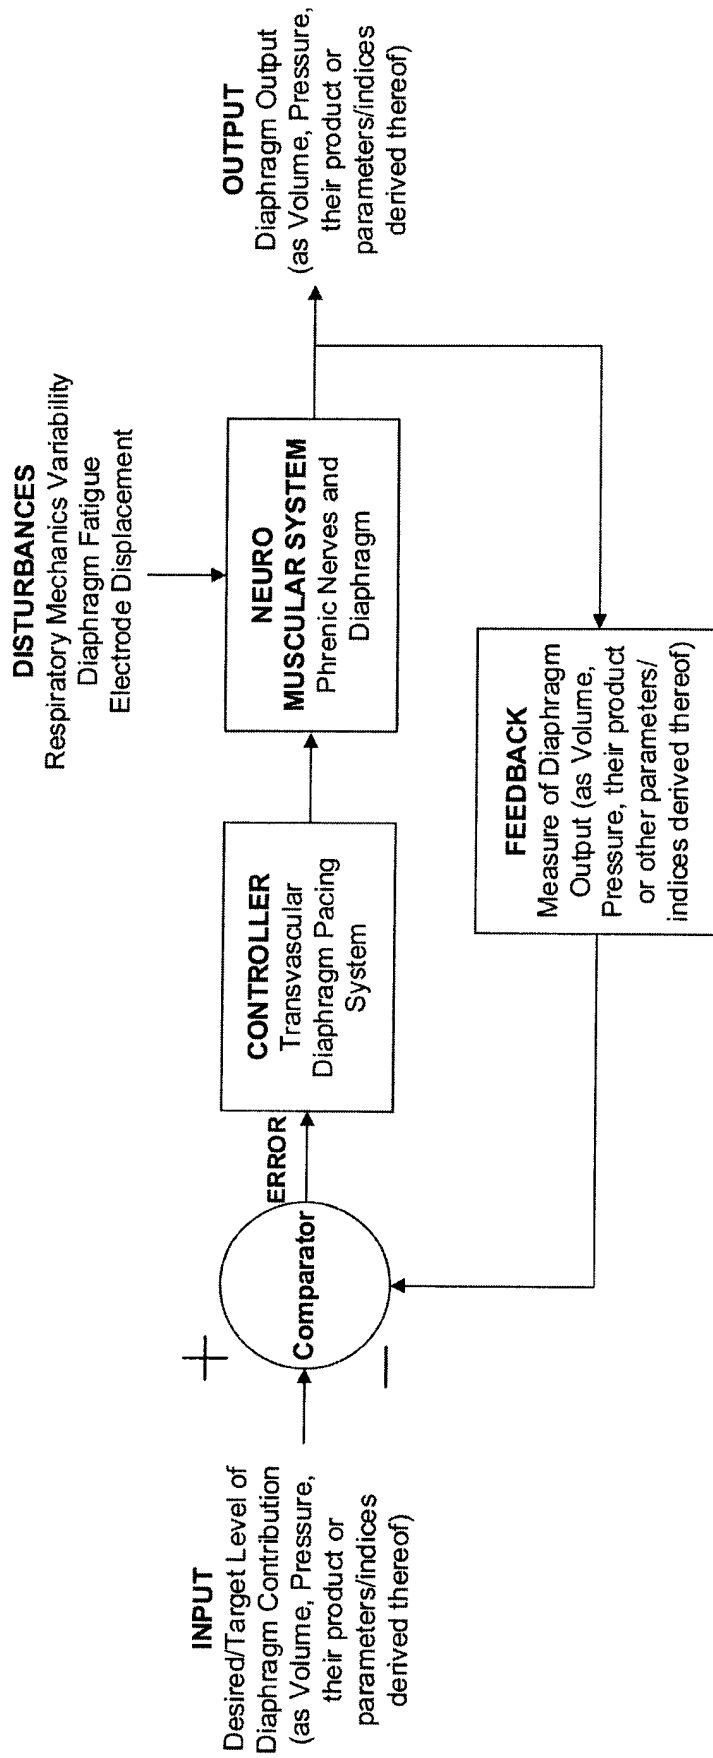 DISTURBANCES
Respiratory Mechanics Variability
Diaphragm Fatigue
Electrode Displacement
INPUT
Desired/Target Level of
Diaphragm Contribution
(as Volume, Pressure,
their product or
parameters/indices
derived thereof)
+
Comparator
−
ERROR
CONTROLLER
Transvascular
Diaphragm Pacing
System
NEURO
MUSCULAR SYSTEM
Phrenic Nerves and
Diaphragm
OUTPUT
Diaphragm Output
(as Volume, Pressure,
their product or
parameters/indices
derived thereof)
FEEDBACK
Measure of Diaphragm
Output (as Volume,
Pressure, their product
or other parameters/
indices derived thereof)